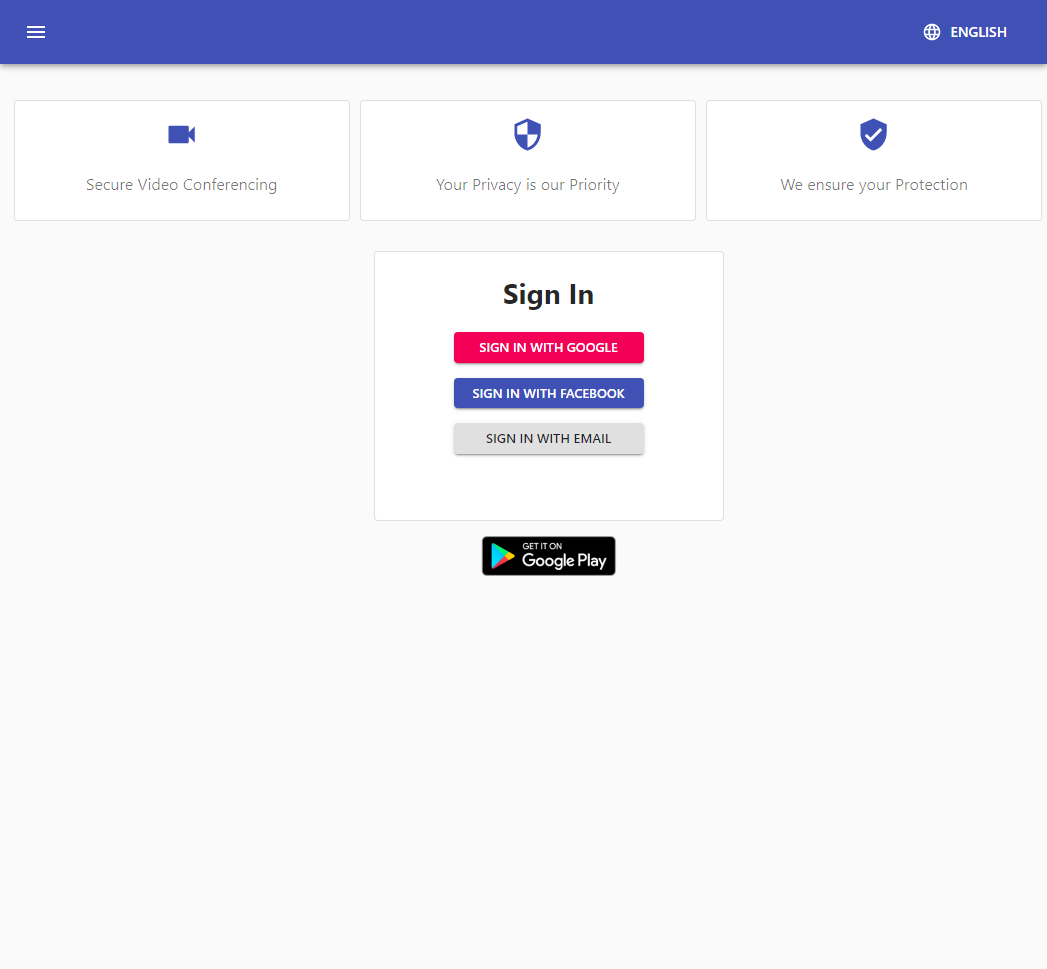 ENGLISH
Secure Video Conferencing
Your Privacy is our Priority
We ensure your Protection
Sign In
SIGN IN WITH GOOGLE
SIGN IN WITH FACEBOOK
SIGN IN WITH EMAIL
GET IT ON
Google Play